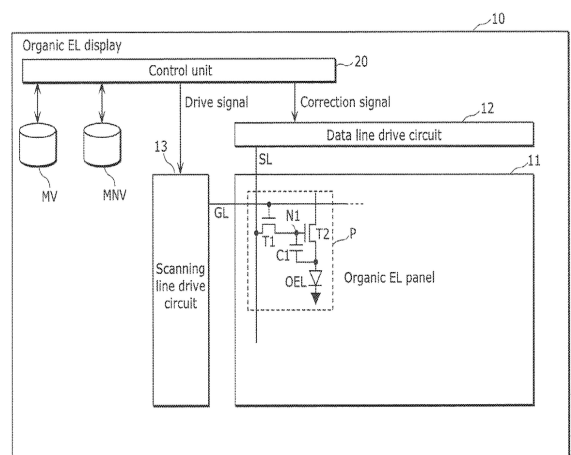 10
Organic EL display
Control unit
20
Drive signal
Correction signal
12
Data line drive circuit
MV
MNV
13
SL
11
GL
N1
T1
T2
P
C1
OEL
Scanning
line drive
circuit
Organic EL panel